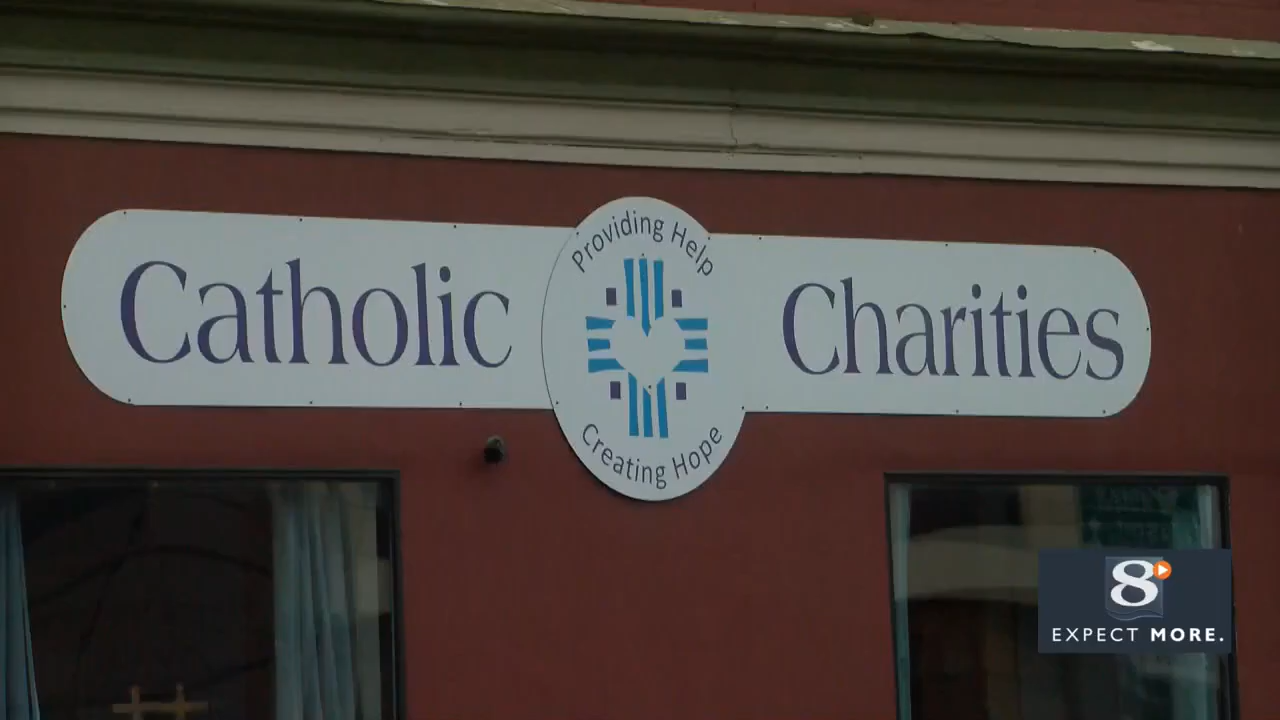 Providing Help
Catholic Charities
Creating Hope
8
EXPECT MORE.